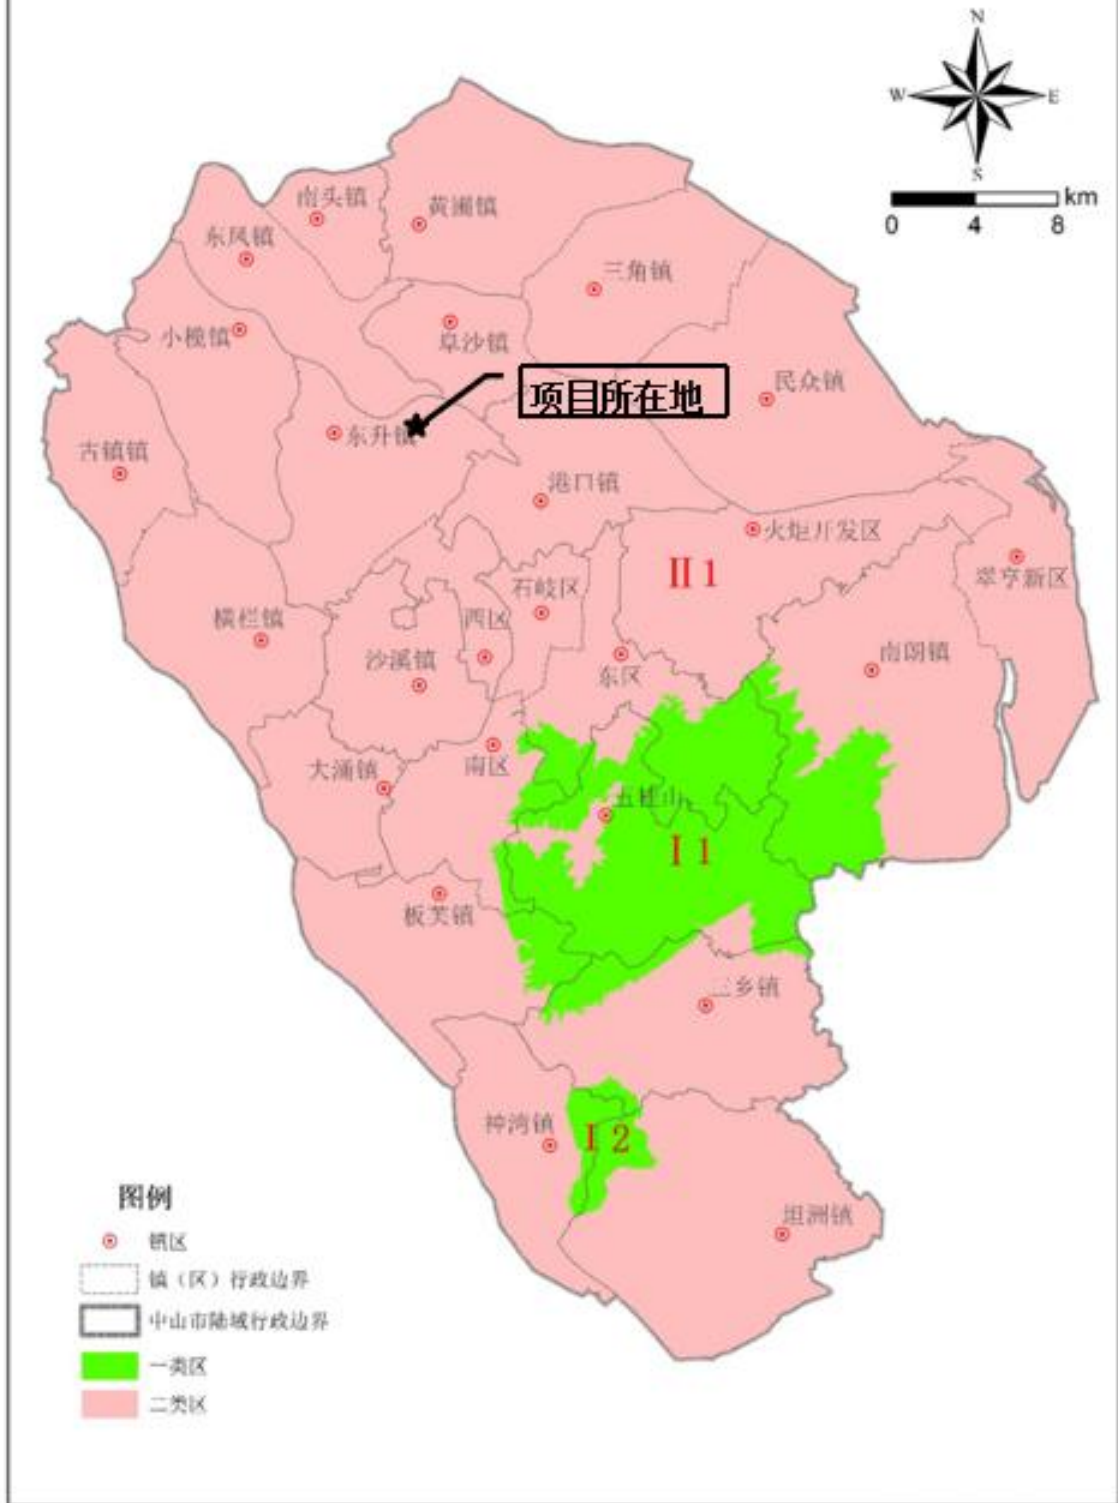 N
W
E
S
km
0 4 8
南头镇
黄圃镇
东凤镇
三角镇
小榄镇
阜沙镇
项目所在地
民众镇
东升镇
古镇镇
港口镇
火炬开发区
II 1
翠亨新区
石岐区
横栏镇
西区
沙溪镇
东区
南朗镇
南区
大涌镇
五桂山
I 1
板芙镇
三乡镇
神湾镇
I 2
坦洲镇
图例
镇区
镇（区）行政边界
中山市陆域行政边界
一类区
二类区